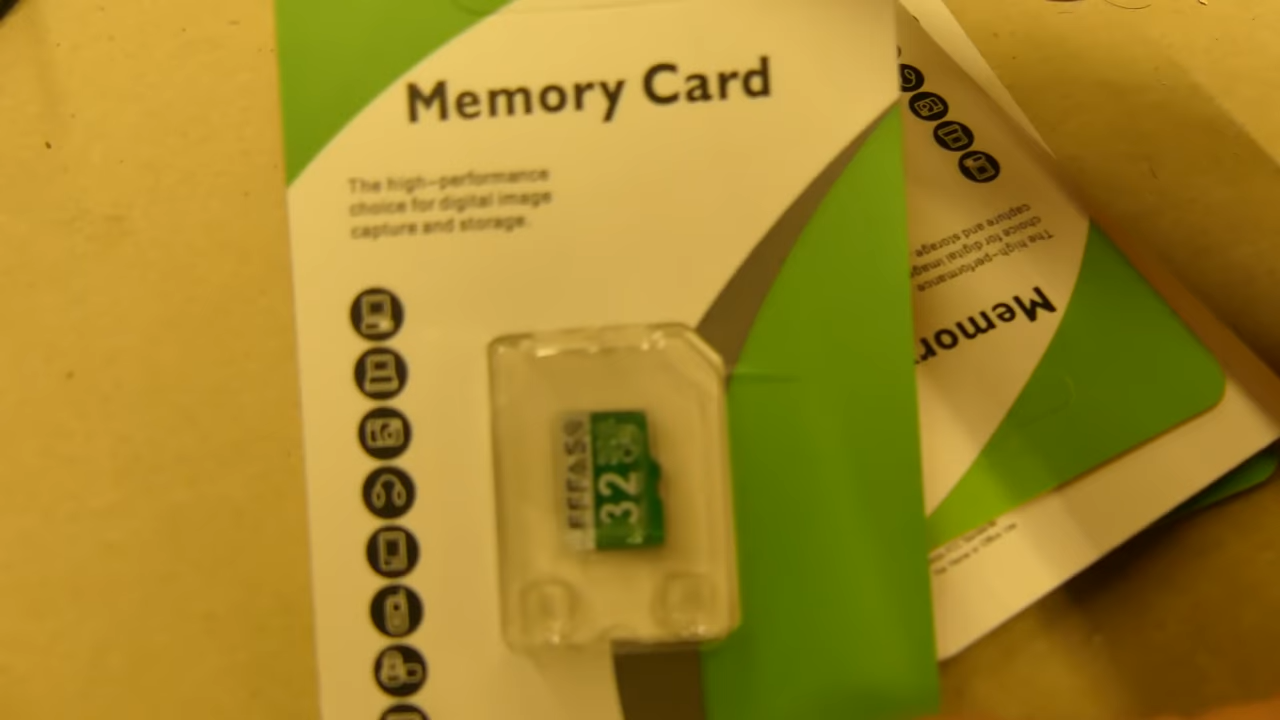 Memory Card
The high-performance
choice for digital image
capture and storage.
32
The high-performance
choice for digital imag
capture and storage
Memor